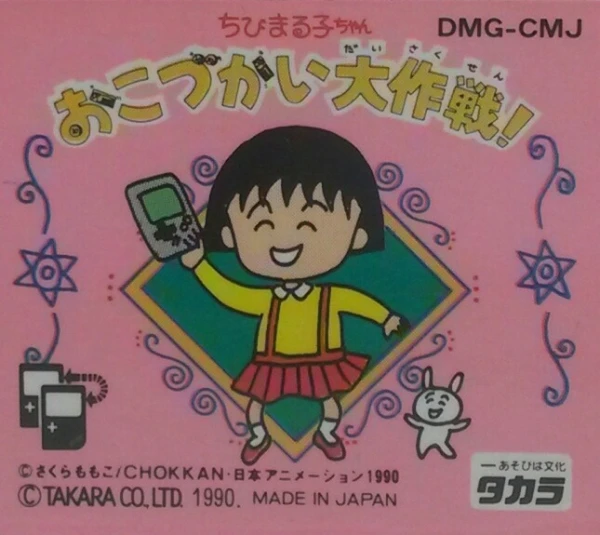 ちびまる子ちゃん
DMG-CMJ
だいさくせん
おこづかい大作戦!
©さくらももこ/CHOKKAN・日本アニメーション1990
©TAKARA CO.,LTD. 1990. MADE IN JAPAN
—あそびは文化
タカラ